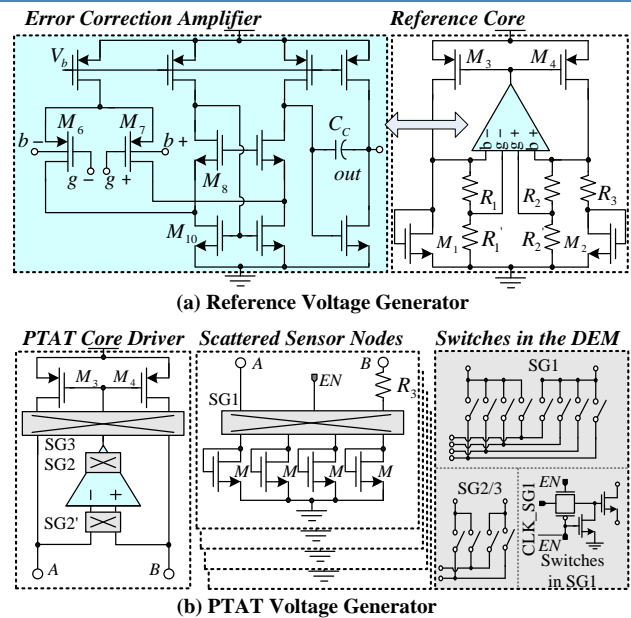 Error Correction Amplifier
Reference Core
V_b
M_3
M_4
M_6
M_7
b -
b +
g -
g +
b - g - g + b +
C_C
out
M_8
M_10
R_1
R_2
R_3
M_1
R_1'
R_2'
M_2
(a) Reference Voltage Generator
PTAT Core Driver
Scattered Sensor Nodes
Switches in the DEM
M_3
M_4
SG3
SG2
− +
SG2'
A
B
A
B
EN
R_3
SG1
M
M
M
M
SG1
SG2/3
EN
CLK_SG1
EN
Switches
in SG1
(b) PTAT Voltage Generator